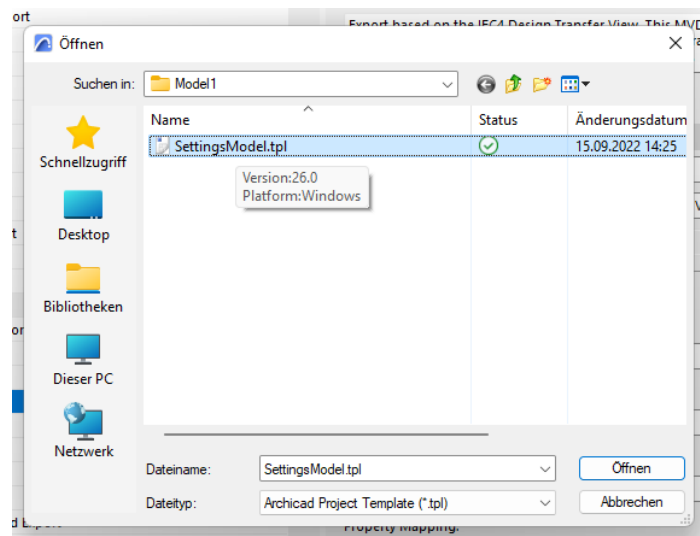 ort
Export based on the IFC4 Design Transfer View. This MVD
Öffnen
Suchen in:
Model1
Name
Status
Änderungsdatum
SettingsModel.tpl
15.09.2022 14:25
Version:26.0
Platform:Windows
Schnellzugriff
Desktop
Bibliotheken
Dieser PC
Netzwerk
Dateiname:
SettingsModel.tpl
Öffnen
Dateityp:
Archicad Project Template (*.tpl)
Abbrechen
Property Mapping: